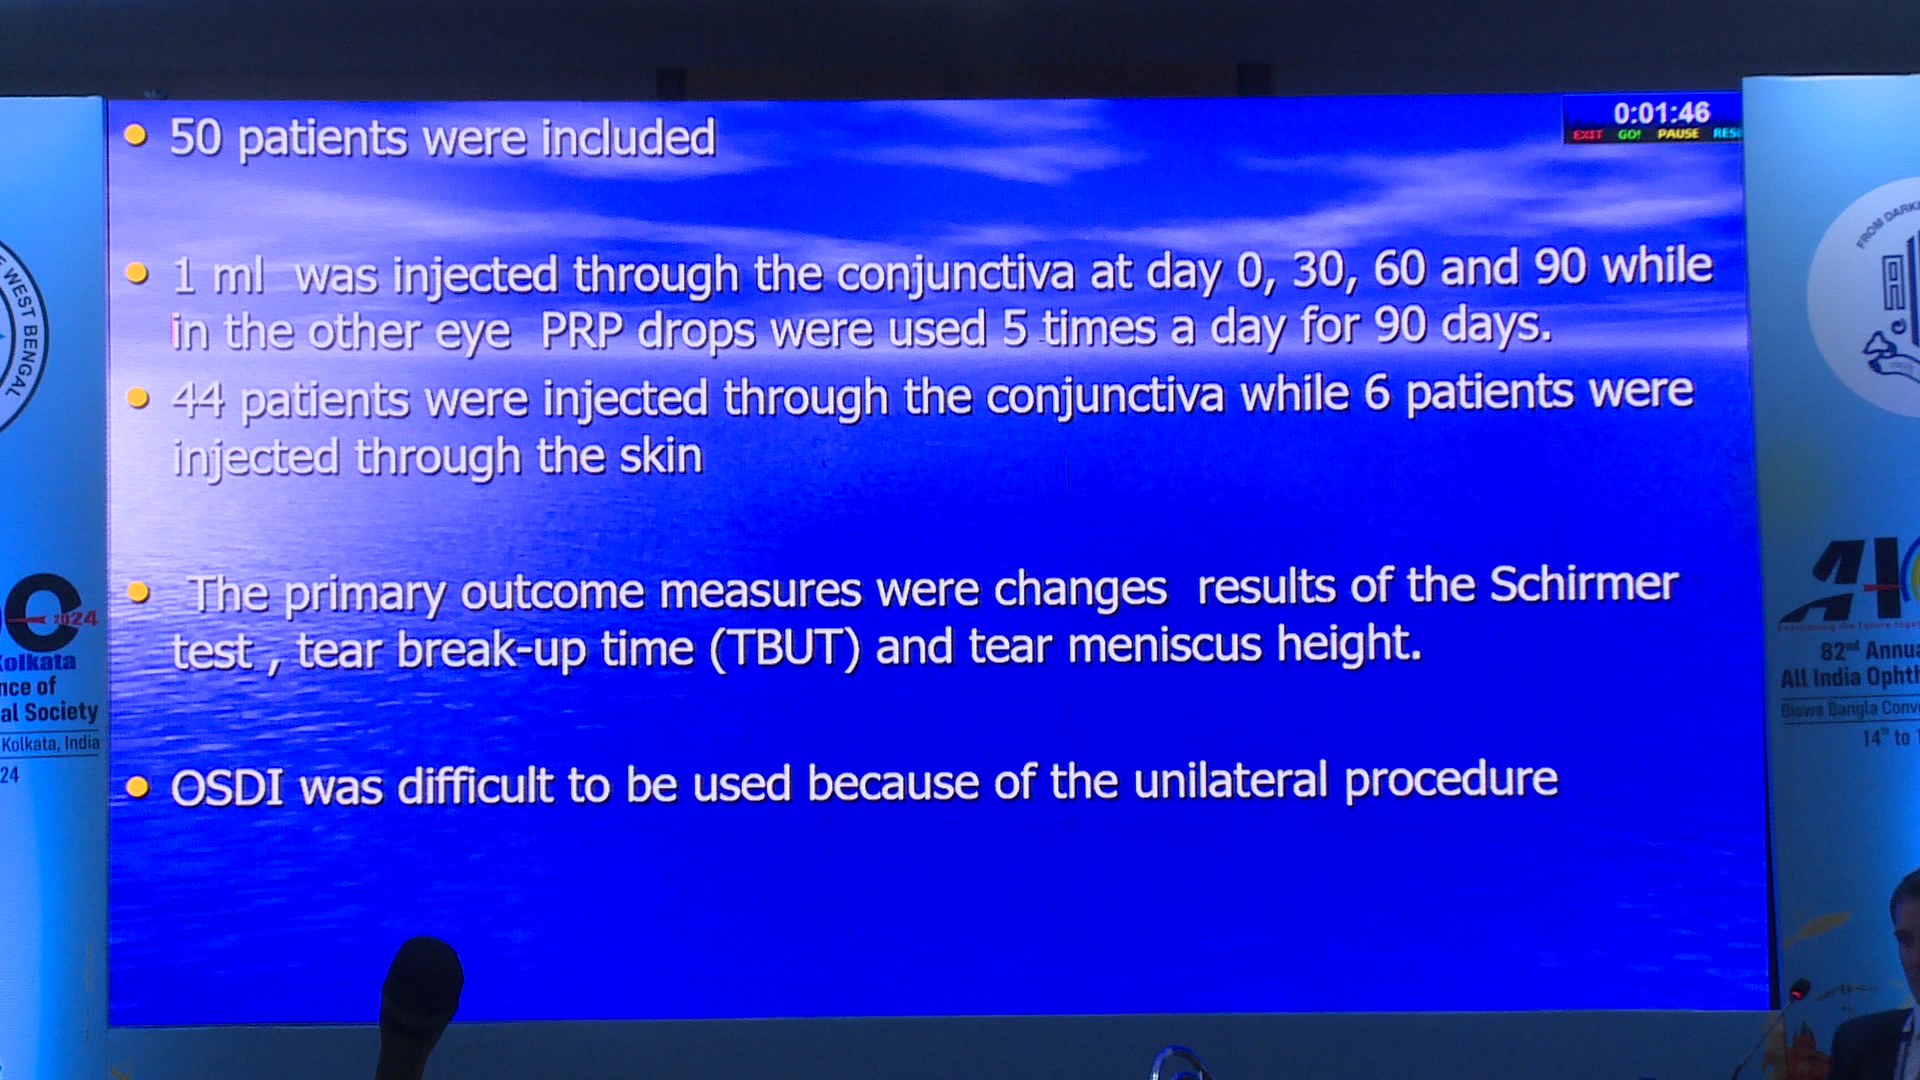 50 patients were included
1 ml was injected through the conjunctiva at day 0, 30, 60 and 90 while
in the other eye PRP drops were used 5 times a day for 90 days.
44 patients were injected through the conjunctiva while 6 patients were
injected through the skin
The primary outcome measures were changes results of the Schirmer
test , tear break-up time (TBUT) and tear meniscus height.
OSDI was difficult to be used because of the unilateral procedure
0:01:46
EXIT GO! PAUSE
WEST BENGAL
2024
Kolkata
nce of
al Society
Kolkata, India
24
FROM
82nd Annua
All India Ophth
Biswa Bangla Conve
14th to 1